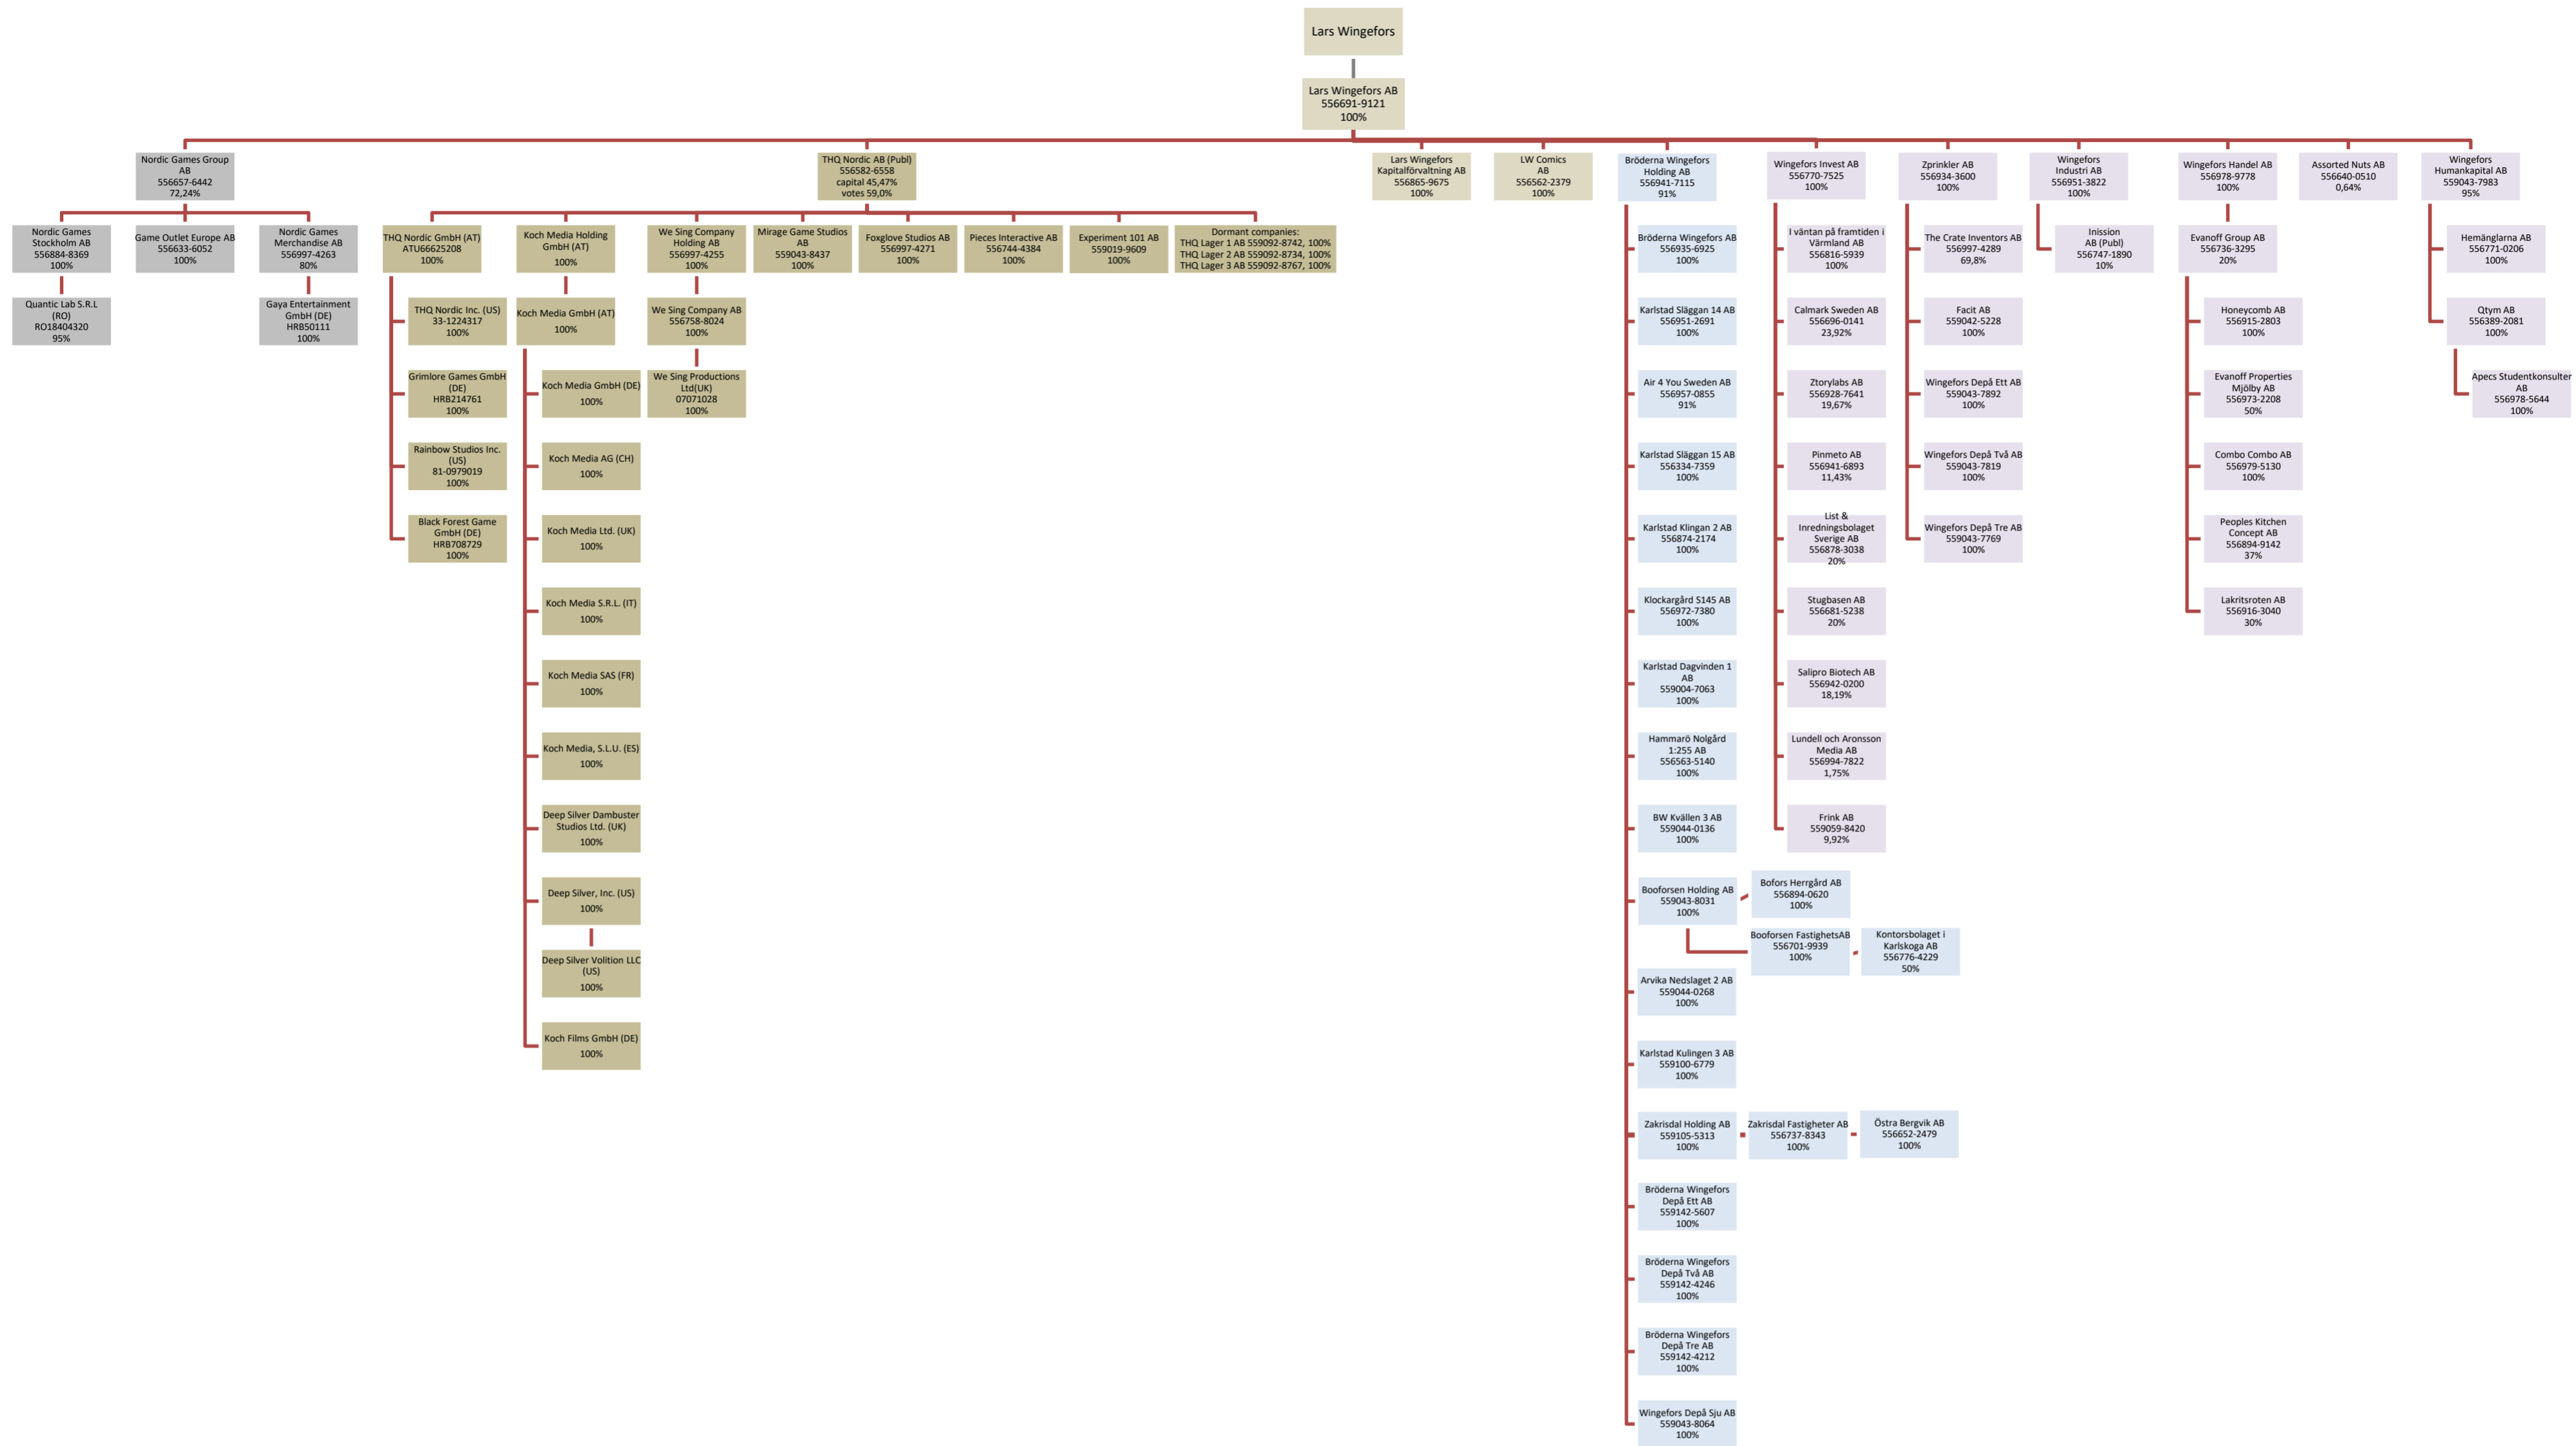 Lars Wingefors
Lars Wingefors AB
556691-9121
100%
Nordic Games Group
AB
556657-6442
72,24%
THQ Nordic AB (Publ)
556582-6558
capital 45,47%
votes 59,0%
Lars Wingefors
Kapitalförvaltning AB
556865-9675
100%
LW Comics
AB
556562-2379
100%
Bröderna Wingefors
Holding AB
556941-7115
91%
Wingefors Invest AB
556770-7525
100%
Zprinkler AB
556934-3600
100%
Wingefors
Industri AB
556951-3822
100%
Wingefors Handel AB
556978-9778
100%
Assorted Nuts AB
556640-0510
0,64%
Wingefors
Humankapital AB
559043-7983
95%
Nordic Games
Stockholm AB
556884-8369
100%
Game Outlet Europe AB
556633-6052
100%
Nordic Games
Merchandise AB
556997-4263
80%
Quantic Lab S.R.L
(RO)
RO18404320
95%
Gaya Entertainment
GmbH (DE)
HRB50111
100%
THQ Nordic GmbH (AT)
ATU66625208
100%
Koch Media Holding
GmbH (AT)
100%
We Sing Company
Holding AB
556997-4255
100%
Mirage Game Studios
AB
559043-8437
100%
Foxglove Studios AB
556997-4271
100%
Pieces Interactive AB
556744-4384
100%
Experiment 101 AB
559019-9609
100%
Dormant companies:
THQ Lager 1 AB 559092-8742, 100%
THQ Lager 2 AB 559092-8734, 100%
THQ Lager 3 AB 559092-8767, 100%
THQ Nordic Inc. (US)
33-1224317
100%
Grimlore Games GmbH
(DE)
HRB214761
100%
Rainbow Studios Inc.
(US)
81-0979019
100%
Black Forest Game
GmbH (DE)
HRB708729
100%
Koch Media GmbH (AT)
100%
Koch Media GmbH (DE)
100%
Koch Media AG (CH)
100%
Koch Media Ltd. (UK)
100%
Koch Media S.R.L. (IT)
100%
Koch Media SAS (FR)
100%
Koch Media, S.L.U. (ES)
100%
Deep Silver Dambuster
Studios Ltd. (UK)
100%
Deep Silver, Inc. (US)
100%
Deep Silver Volition LLC
(US)
100%
Koch Films GmbH (DE)
100%
We Sing Company AB
556758-8024
100%
We Sing Productions
Ltd(UK)
07071028
100%
Bröderna Wingefors AB
556935-6925
100%
Karlstad Släggan 14 AB
556951-2691
100%
Air 4 You Sweden AB
556957-0855
91%
Karlstad Släggan 15 AB
556334-7359
100%
Karlstad Klingan 2 AB
556874-2174
100%
Klockargård S145 AB
556972-7380
100%
Karlstad Dagvinden 1
AB
559004-7063
100%
Hammarö Nolgård
1:255 AB
556563-5140
100%
BW Kvällen 3 AB
559044-0136
100%
Booforsen Holding AB
559043-8031
100%
Bofors Herrgård AB
556894-0620
100%
Booforsen FastighetsAB
556701-9939
100%
Kontorsbolaget i
Karlskoga AB
556776-4229
50%
Arvika Nedslaget 2 AB
559044-0268
100%
Karlstad Kulingen 3 AB
559100-6779
100%
Zakrisdal Holding AB
559105-5313
100%
Zakrisdal Fastigheter AB
556737-8343
100%
Östra Bergvik AB
556652-2479
100%
Bröderna Wingefors
Depå Ett AB
559142-5607
100%
Bröderna Wingefors
Depå Två AB
559142-4246
100%
Bröderna Wingefors
Depå Tre AB
559142-4212
100%
Wingefors Depå Sju AB
559043-8064
100%
I väntan på framtiden i
Värmland AB
556816-5939
100%
Calmark Sweden AB
556696-0141
23,92%
Ztorylabs AB
556928-7641
19,67%
Pinmeto AB
556941-6893
11,43%
List &
Inredningsbolaget
Sverige AB
556878-3038
20%
Stugbasen AB
556681-5238
20%
Salipro Biotech AB
556942-0200
18,19%
Lundell och Aronsson
Media AB
556994-7822
1,75%
Frink AB
559059-8420
9,92%
The Crate Inventors AB
556997-4289
69,8%
Facit AB
559042-5228
100%
Wingefors Depå Ett AB
559043-7892
100%
Wingefors Depå Två AB
559043-7819
100%
Wingefors Depå Tre AB
559043-7769
100%
Inission
AB (Publ)
556747-1890
10%
Evanoff Group AB
556736-3295
20%
Honeycomb AB
556915-2803
100%
Evanoff Properties
Mjölby AB
556973-2208
50%
Combo Combo AB
556979-5130
100%
Peoples Kitchen
Concept AB
556894-9142
37%
Lakritsroten AB
556916-3040
30%
Hemänglarna AB
556771-0206
100%
Qtym AB
556389-2081
100%
Apecs Studentkonsulter
AB
556978-5644
100%